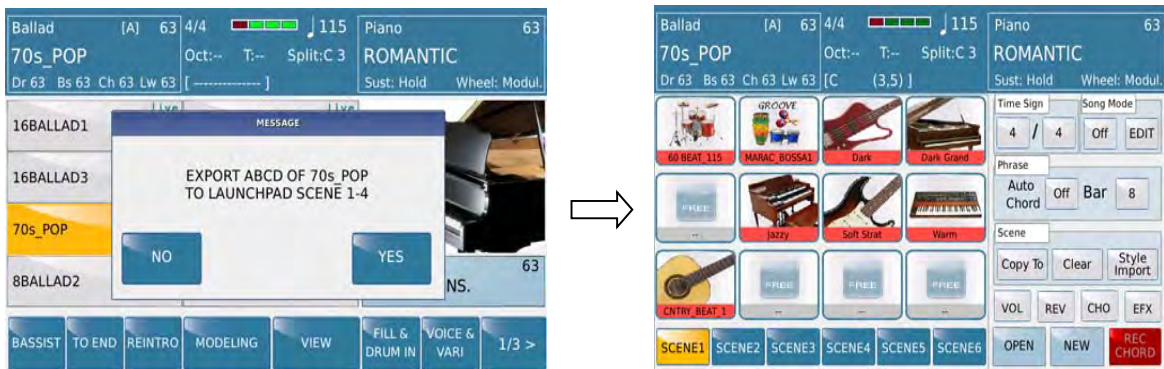 Ballad [A] 63 4/4 115 Piano 63
70s_POP Oct:-- T:-- Split:C 3 ROMANTIC
Dr 63 Bs 63 Ch 63 Lw 63 [ -------------- ] Sust: Hold Wheel: Modul.
Live Live
16BALLAD1
MESSAGE
EXPORT ABCD OF 70s_POP
TO LAUNCHPAD SCENE 1-4
16BALLAD3
70s_POP
NO YES
8BALLAD2
63
NS.
BASSIST TO END REINTRO MODELING VIEW FILL & DRUM IN VOICE & VARI 1/3 >
Ballad [A] 63 4/4 115 Piano 63
70s_POP Oct:-- T:-- Split:C 3 ROMANTIC
Dr 63 Bs 63 Ch 63 Lw 63 [C (3,5) ] Sust: Hold Wheel: Modul.
GROOVE
60 BEAT_115 MARAC_BOSSA1 Dark Dark Grand
FREE
-- Jazzy Soft Strat Warm
FREE FREE FREE
CNTRY_BEAT_1 -- -- --
Time Sign Song Mode
4 / 4 Off EDIT
Phrase
Auto Chord Off Bar 8
Scene
Copy To Clear Style Import
VOL REV CHO EFX
SCENE1 SCENE2 SCENE3 SCENE4 SCENE5 SCENE6 OPEN NEW REC CHORD